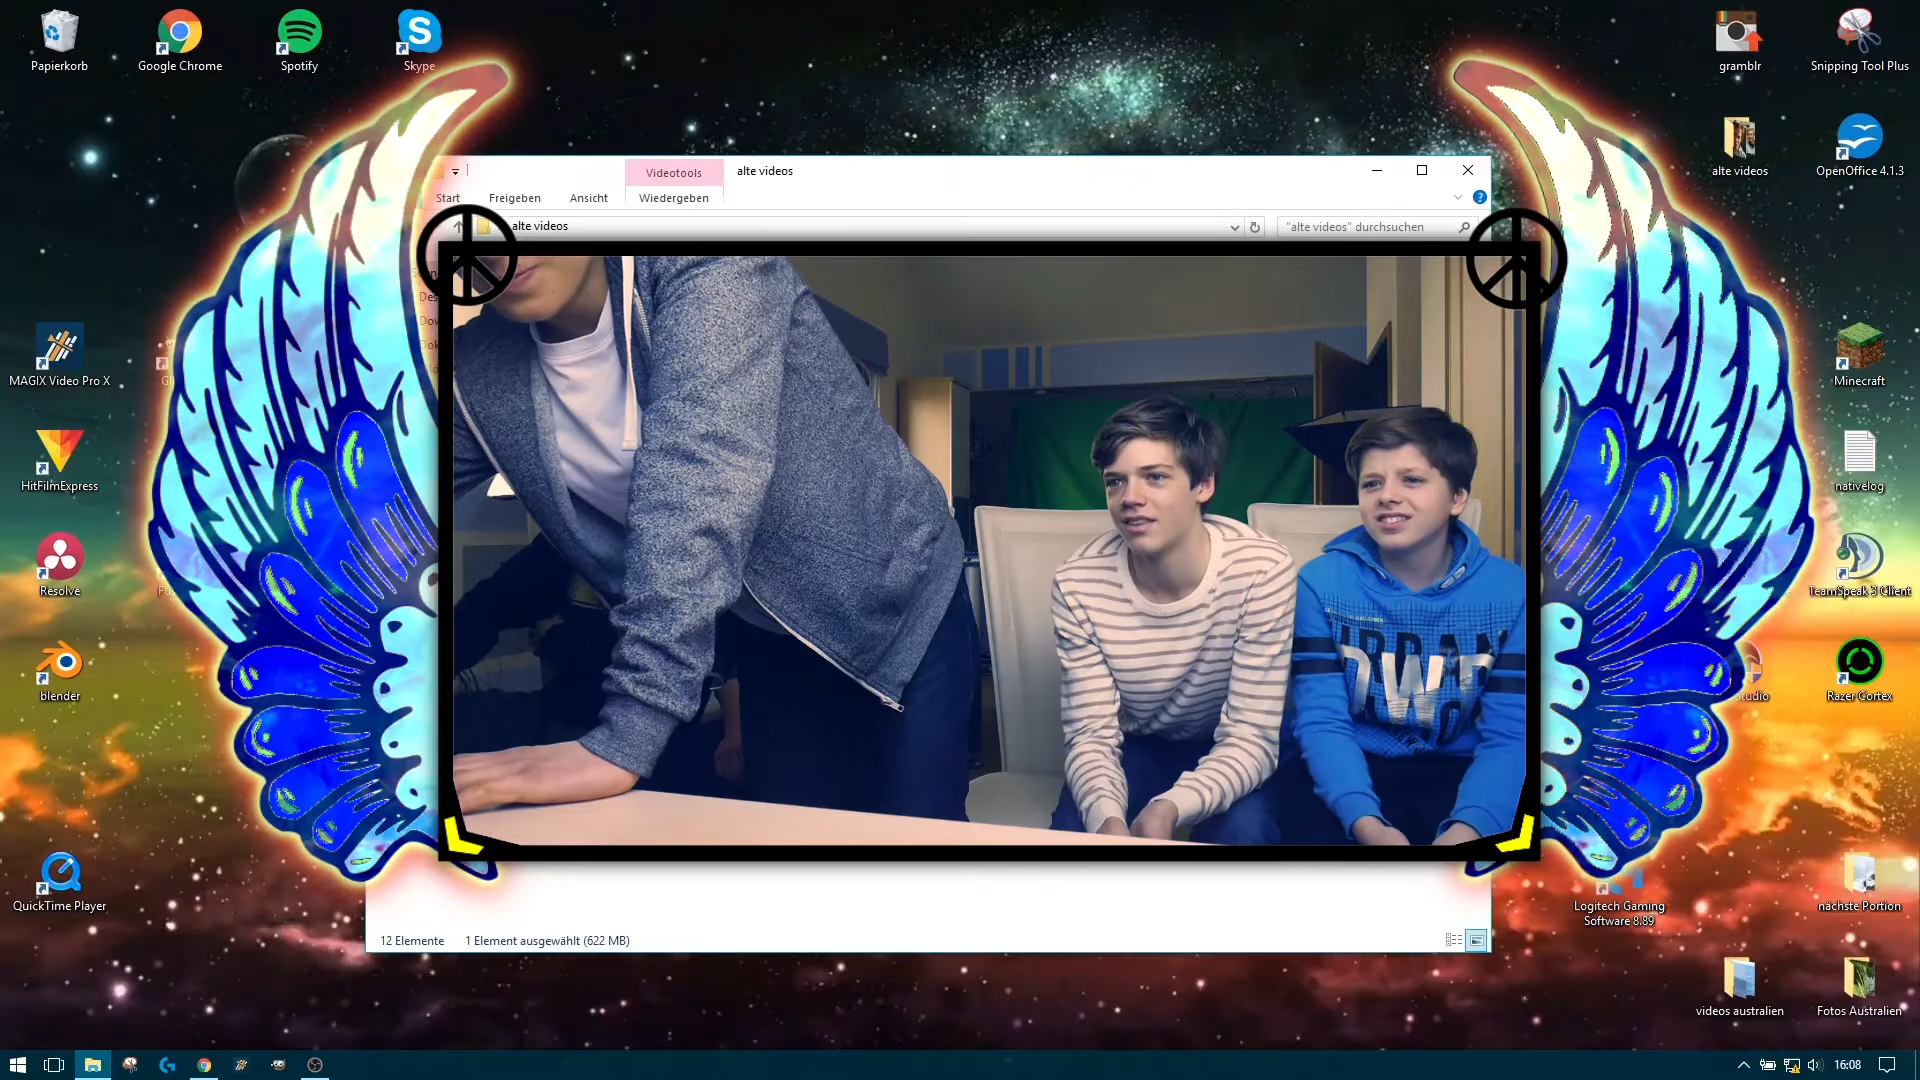 Papierkorb
Google Chrome
Spotify
Skype
gramblr
Snipping Tool Plus
alte videos
OpenOffice 4.1.3
Videotools
alte videos
Start
Freigeben
Ansicht
Wiedergeben
alte videos
"alte videos" durchsuchen
MAGIX Video Pro X
Minecraft
HitFilmExpress
nativelog
Resolve
TeamSpeak 3 Client
blender
Razer Cortex
QuickTime Player
Logitech Gaming
Software 8.89
nächste Portion
12 Elemente
1 Element ausgewählt (622 MB)
videos australien
Fotos Australien
16:08